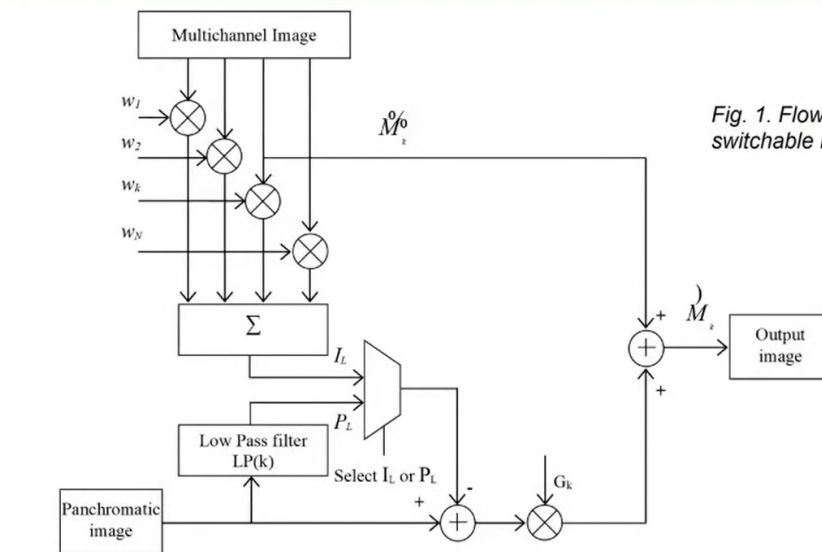 Multichannel Image
w1
w2
wk
wN
M%k
Fig. 1. Flow
switchable
Σ
IL
PL
Low Pass filter
LP(k)
Select IL or PL
Panchromatic
image
+
-
+
Gk
+
+
+
)
Mk
Output
image